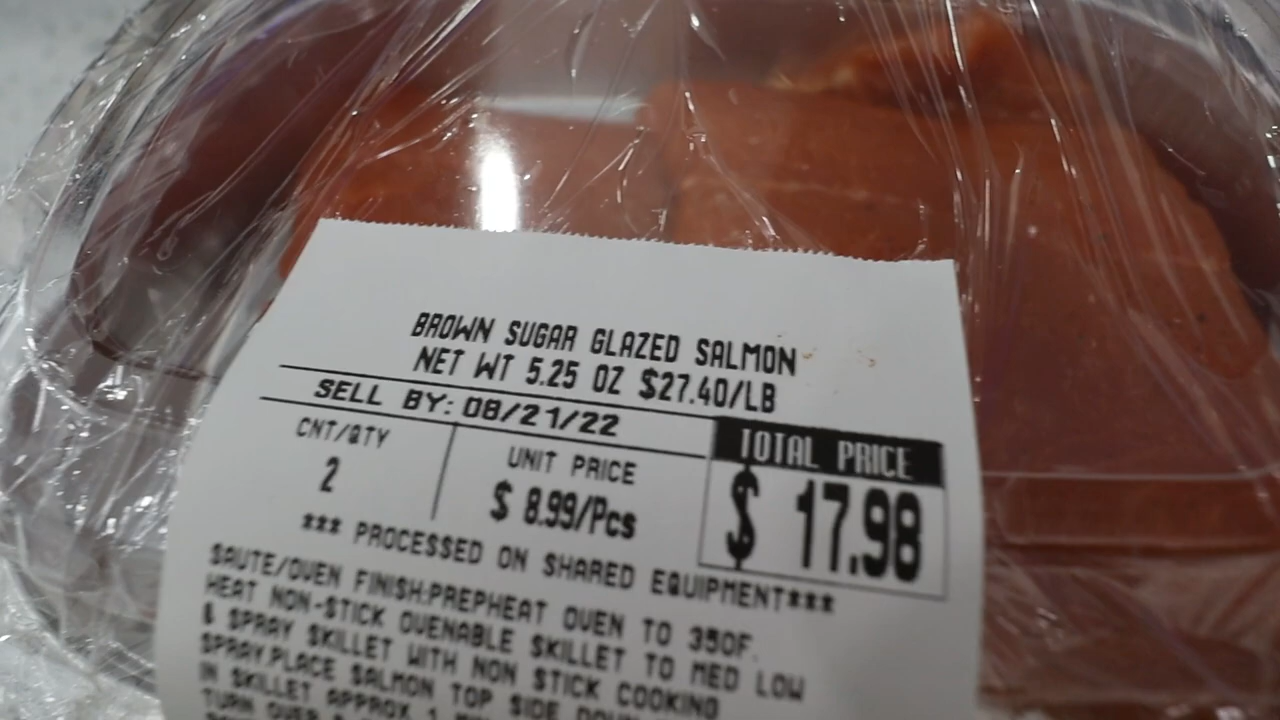 BROWN SUGAR GLAZED SALMON
NET WT 5.25 OZ $27.40/LB
SELL BY: 08/21/22
TOTAL PRICE
$ 17.98
CNT/QTY
2
UNIT PRICE
$ 8.99/Pcs
*** PROCESSED ON SHARED EQUIPMENT***
SAUTE/OVEN FINISH:PREPHEAT OVEN TO 350F.
HEAT NON-STICK OVENABLE SKILLET TO MED LOW
& SPRAY SKILLET WITH NON STICK COOKING
SPRAY.PLACE SALMON TOP SIDE DOWN
IN SKILLET APPROX 1
TURN OVER